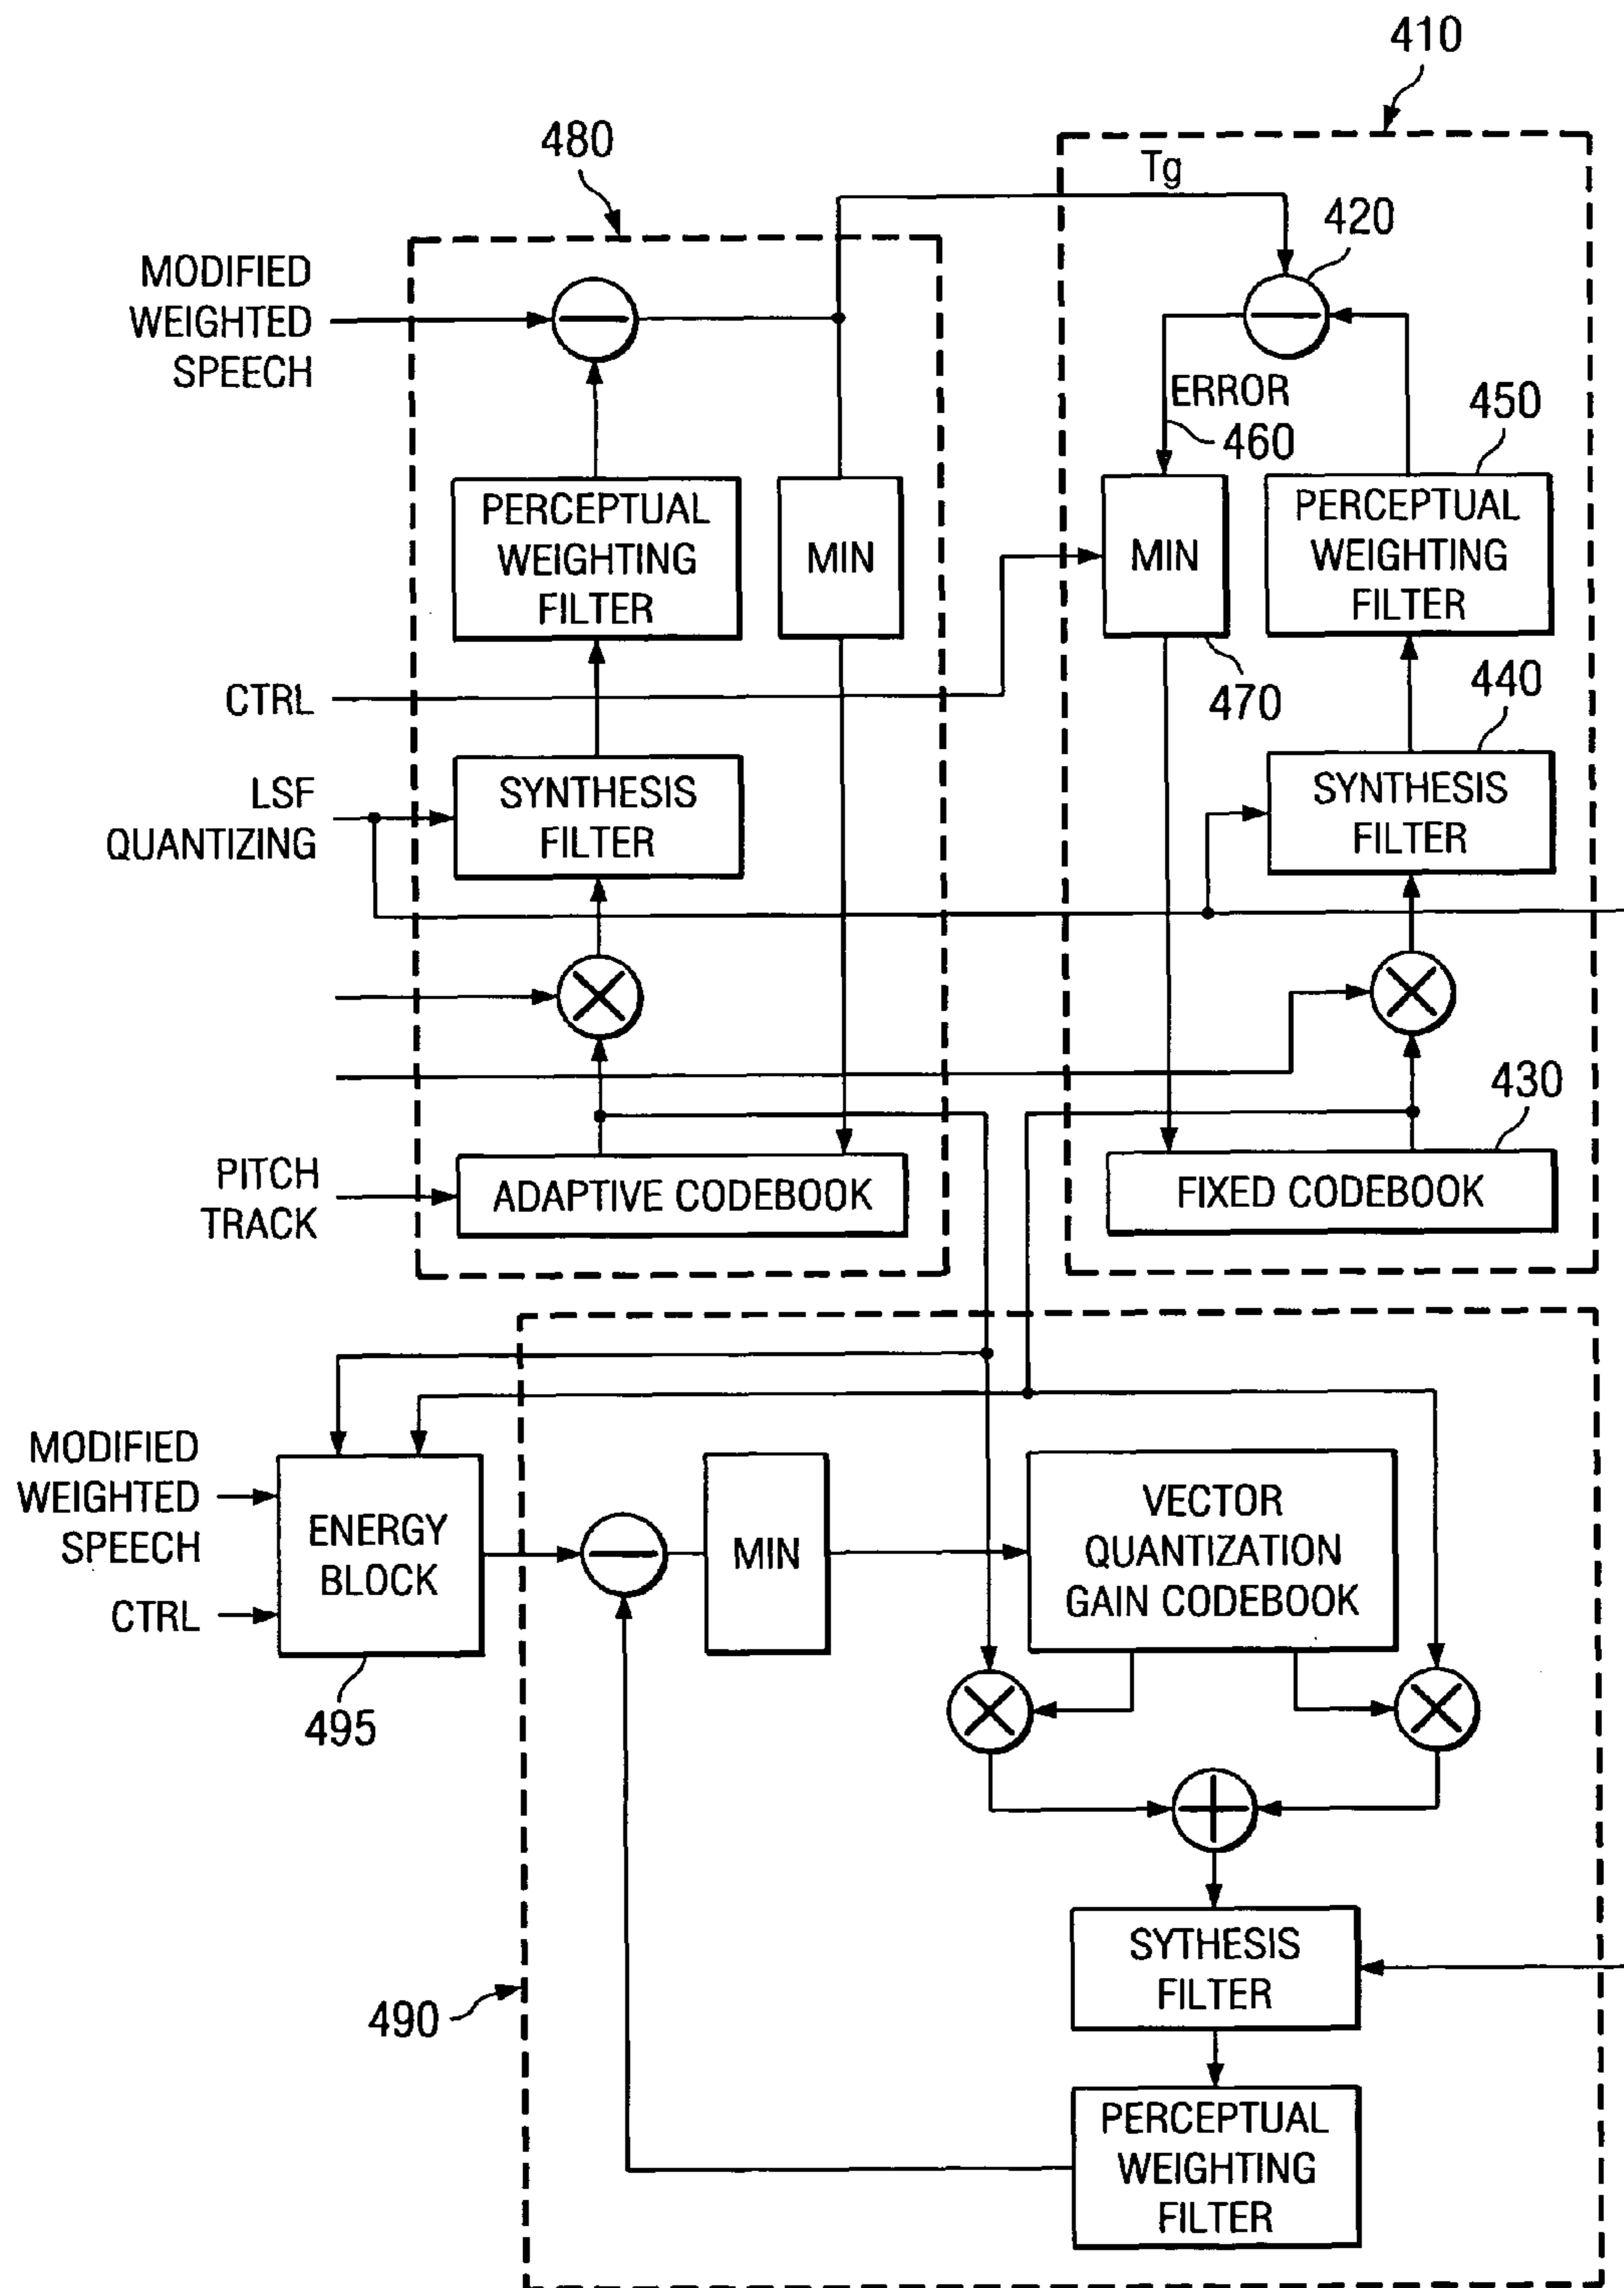 410
480
Tg
420
MODIFIED
WEIGHTED
SPEECH
ERROR
460
450
PERCEPTUAL
WEIGHTING
FILTER
MIN
MIN
PERCEPTUAL
WEIGHTING
FILTER
CTRL
470
440
LSF
QUANTIZING
SYNTHESIS
FILTER
SYNTHESIS
FILTER
430
PITCH
TRACK
ADAPTIVE CODEBOOK
FIXED CODEBOOK
MODIFIED
WEIGHTED
SPEECH
CTRL
ENERGY
BLOCK
495
MIN
VECTOR
QUANTIZATION
GAIN CODEBOOK
SYTHESIS
FILTER
490
PERCEPTUAL
WEIGHTING
FILTER